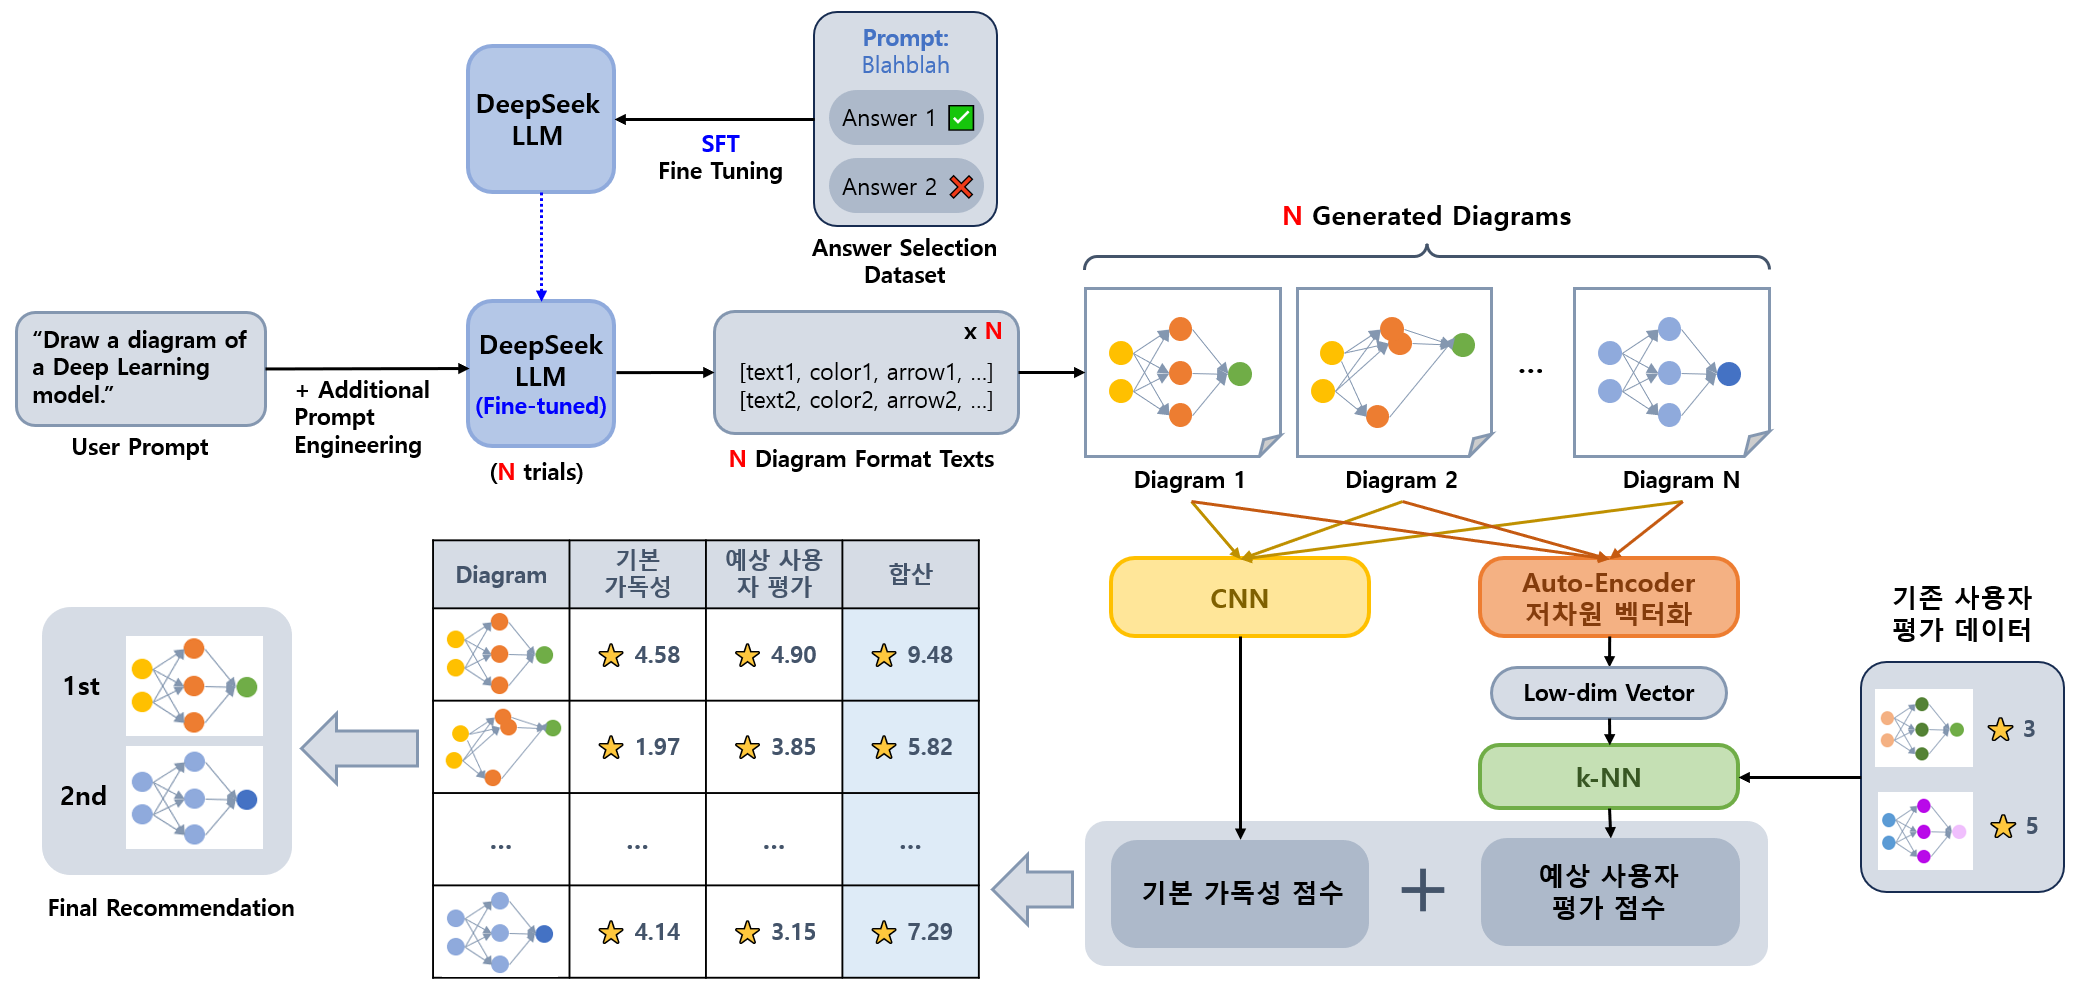 Prompt:
Blahblah
Answer 1
Answer 2
Answer Selection
Dataset
DeepSeek
LLM
SFT
Fine Tuning
“Draw a diagram of
a Deep Learning
model.”
User Prompt
+ Additional
Prompt
Engineering
DeepSeek
LLM
(Fine-tuned)
(N trials)
x N
[text1, color1, arrow1, ...]
[text2, color2, arrow2, ...]
N Diagram Format Texts
N Generated Diagrams
...
Diagram 1
Diagram 2
Diagram N
CNN
Auto-Encoder
저차원 벡터화
Low-dim Vector
k-NN
기존 사용자
평가 데이터
3
5
기본 가독성 점수
+
예상 사용자
평가 점수
Diagram
기본
가독성
예상 사용
자 평가
합산
4.58
4.90
9.48
1.97
3.85
5.82
...
...
...
...
4.14
3.15
7.29
1st
2nd
Final Recommendation